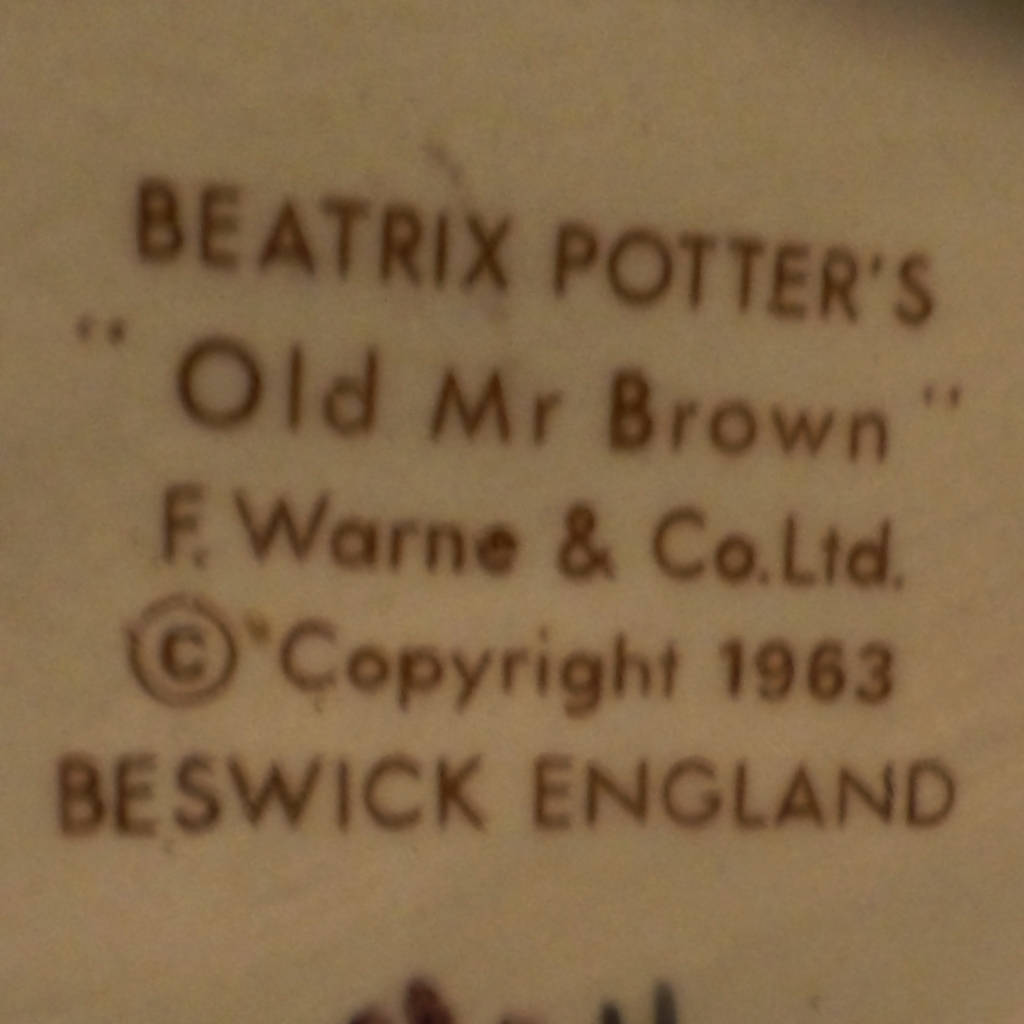 BEATRIX POTTER'S
" Old Mr Brown "
F. Warne & Co.Ltd.
© Copyright 1963
BESWICK ENGLAND